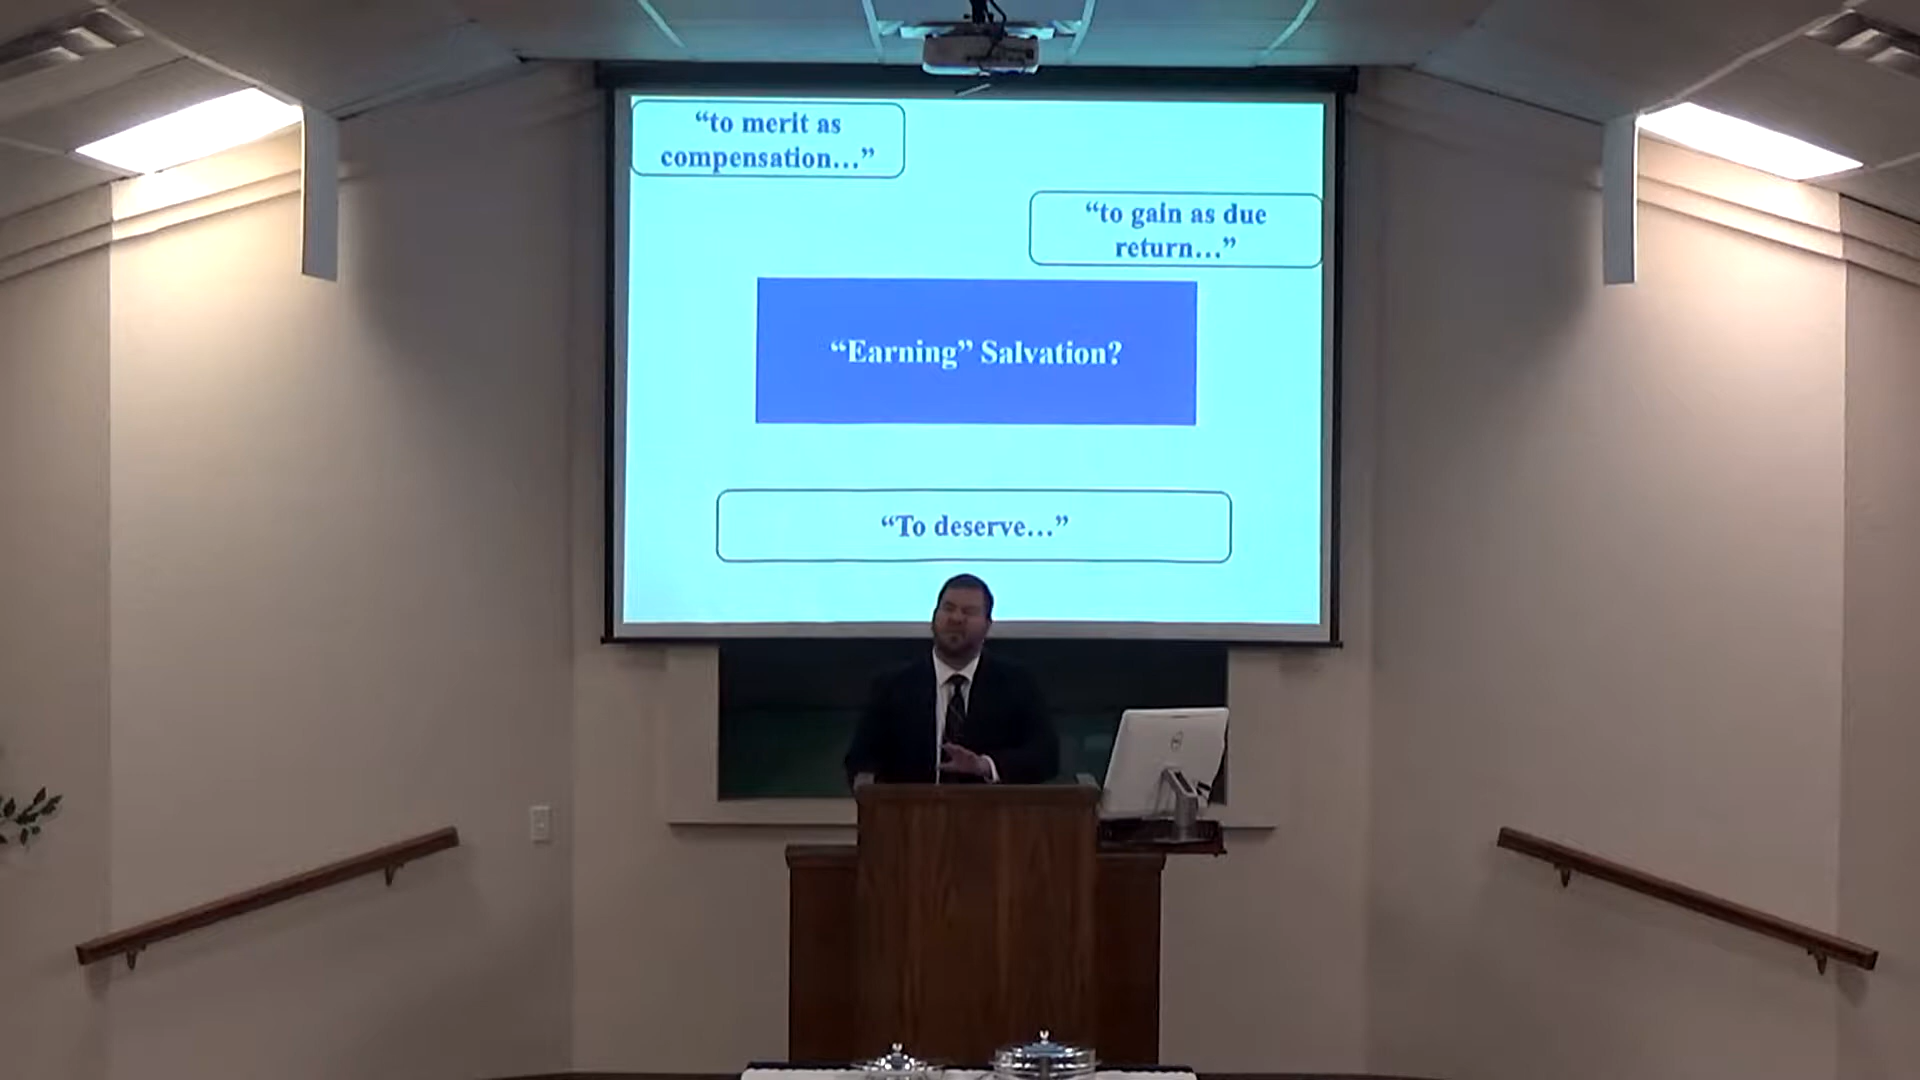 “to merit as
compensation...”
“to gain as due
return...”
“Earning” Salvation?
“To deserve...”